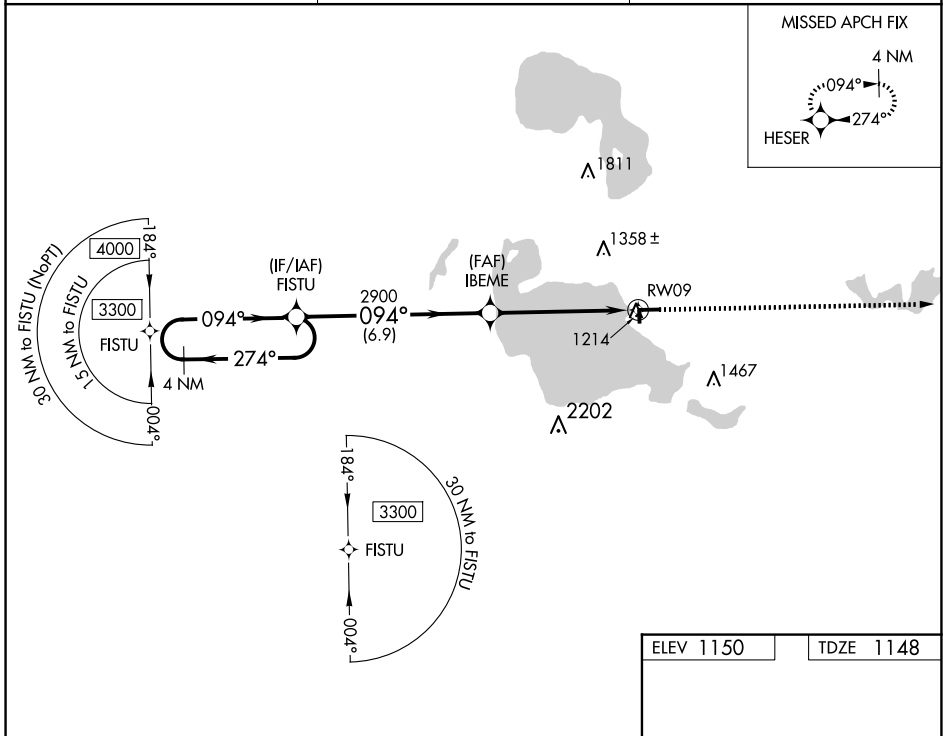 MISSED APCH FIX
4 NM
094°
274°
HESER
1811
1358 ±
30 NM to FISTU (NoPT)
15 NM to FISTU
4000
184°
3300
FISTU
004°
(IF/IAF)
FISTU
094°
274°
4 NM
2900
094°
(6.9)
(FAF)
IBEME
RW09
1214
1467
2202
184°
3300
FISTU
30 NM to FISTU
004°
ELEV 1150
TDZE 1148